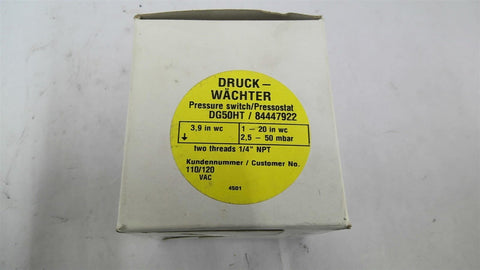 DRUCK-
WÄCHTER
Pressure switch/Pressostat
DG50HT / 84447922
3,9 in wc
1 - 20 in wc
2,5 - 50 mbar
two threads 1/4" NPT
Kundennummer / Customer No.
110/120
VAC
4501